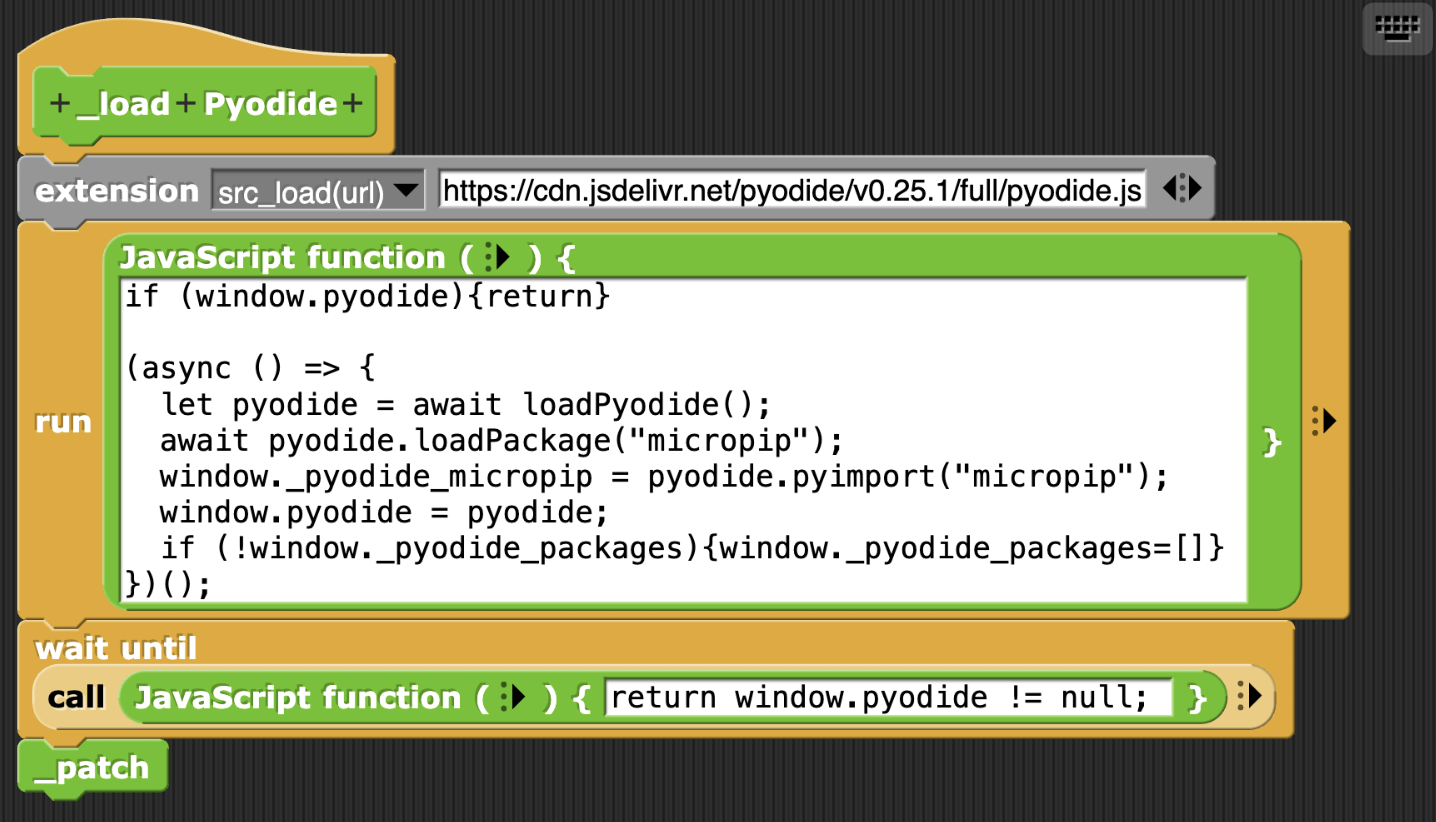 + _load + Pyodide +
extension src_load(url) https://cdn.jsdelivr.net/pyodide/v0.25.1/full/pyodide.js
JavaScript function ( ) {
if (window.pyodide){return}
(async () => {
let pyodide = await loadPyodide();
await pyodide.loadPackage("micropip");
run
window._pyodide_micropip = pyodide.pyimport("micropip");
window.pyodide = pyodide;
if (!window._pyodide_packages){window._pyodide_packages=[]}
})();
}
wait until
call JavaScript function ( ) { return window.pyodide != null; }
_patch